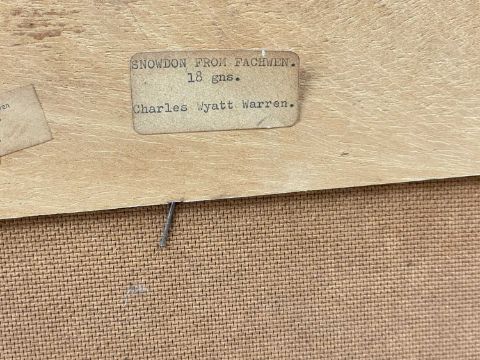 SNOWDON FROM FACHWEN.
18 gns.
Charles Wyatt Warren.